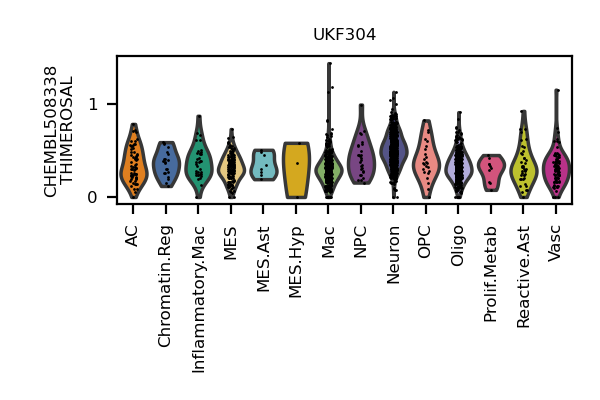 UKF304
CHEMBL508338
THIMEROSAL
1
0
AC
Chromatin.Reg
Inflammatory.Mac
MES
MES.Ast
MES.Hyp
Mac
NPC
Neuron
OPC
Oligo
Prolif.Metab
Reactive.Ast
Vasc